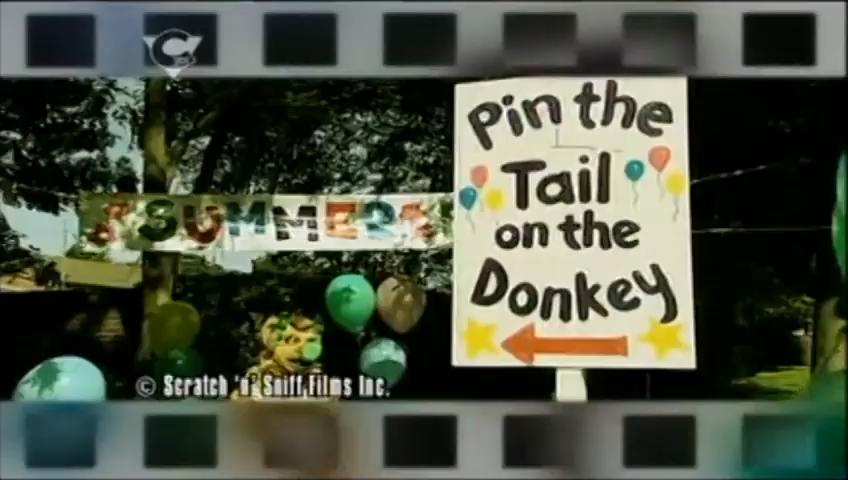 SUMMER
Pin the
Tail
on the
Donkey
© Scratch 'n' Sniff Films Inc.